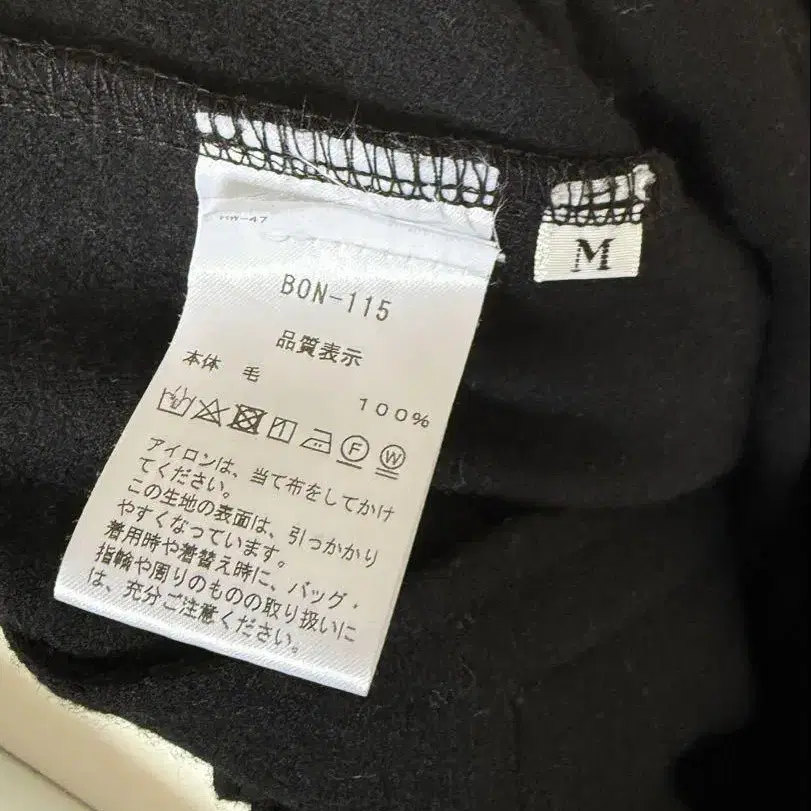 M
BON-115
品質表示
本体 毛
100%
F W
アイロンは、当て布をしてかけ
てください。
この生地の表面は、引っかかり
やすくなっています。
着用時や着替え時に、バッグ・
指輪や周りのものの取り扱いに
は、充分ご注意ください。